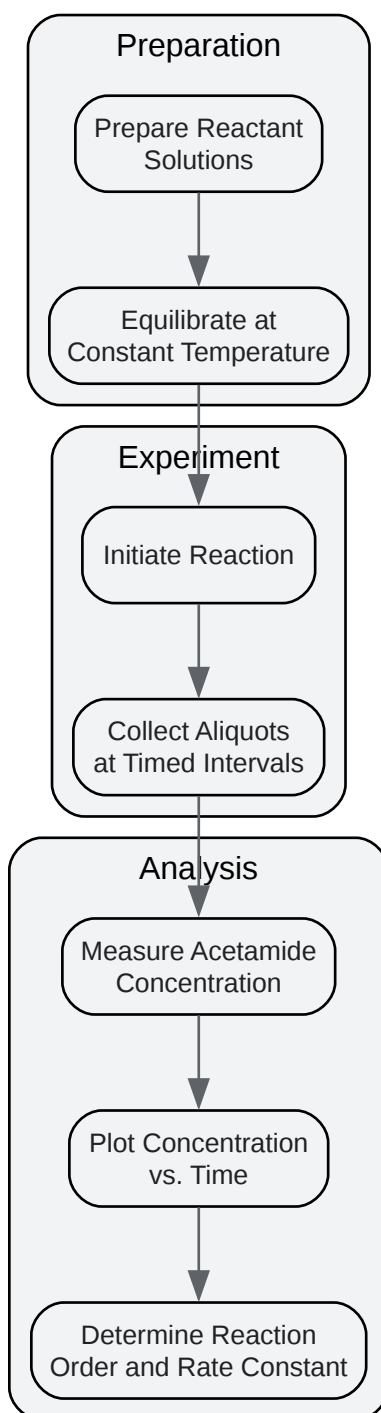 Preparation
Prepare Reactant
Solutions
Equilibrate at
Constant Temperature
Experiment
Initiate Reaction
Collect Aliquots
at Timed Intervals
Analysis
Measure Acetamide
Concentration
Plot Concentration
vs. Time
Determine Reaction
Order and Rate Constant